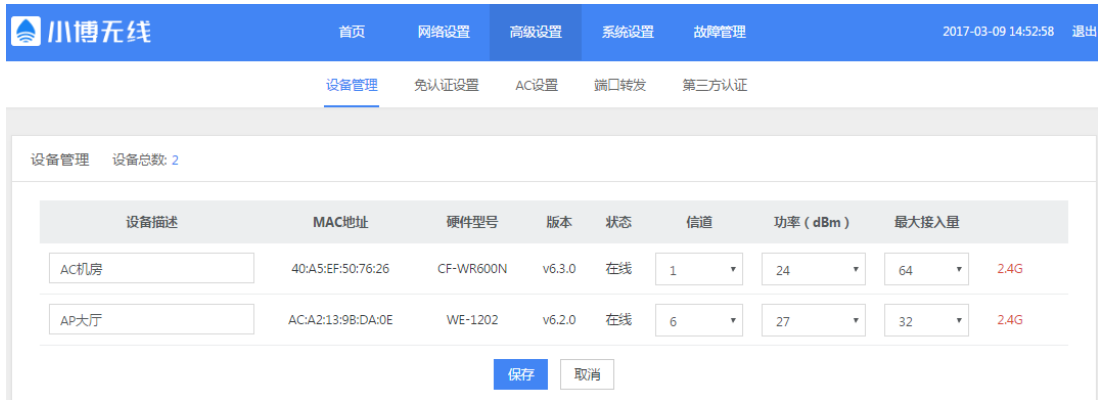 小博无线 首页 网络设置 高级设置 系统设置 故障管理 2017-03-09 14:52:58 退出
设备管理 免认证设置 AC设置 端口转发 第三方认证
设备管理 设备总数: 2
设备描述 MAC地址 硬件型号 版本 状态 信道 功率（dBm） 最大接入量
AC机房 40:A5:EF:50:76:26 CF-WR600N v6.3.0 在线 1 24 64 2.4G
AP大厅 AC:A2:13:9B:DA:0E WE-1202 v6.2.0 在线 6 27 32 2.4G
保存 取消